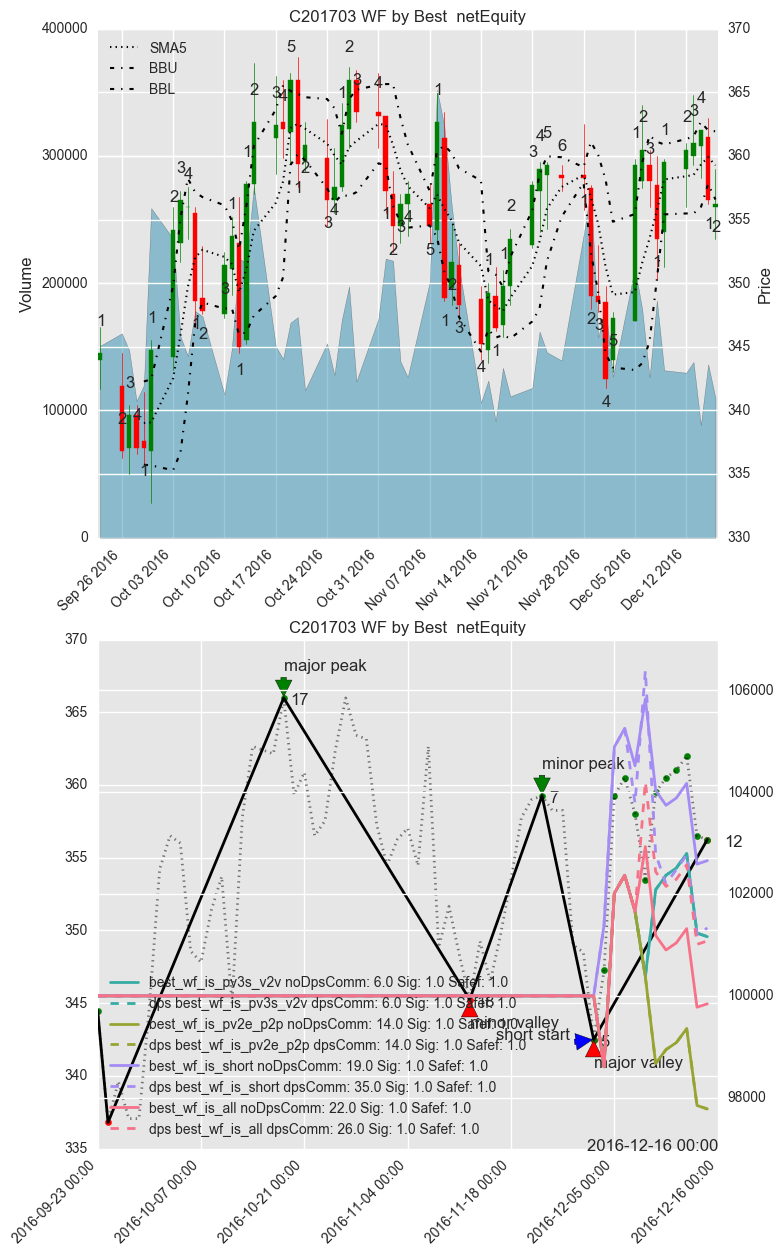 C201703 WF by Best netEquity
400000
300000
200000
100000
0
Volume
370
365
360
355
350
345
340
335
330
Price
SMA5
BBU
BBL
Sep 26 2016
Oct 03 2016
Oct 10 2016
Oct 17 2016
Oct 24 2016
Oct 31 2016
Nov 07 2016
Nov 14 2016
Nov 21 2016
Nov 28 2016
Dec 05 2016
Dec 12 2016
C201703 WF by Best netEquity
370
365
360
355
350
345
340
335
106000
104000
102000
100000
98000
major peak
17
minor peak
7
12
minor valley
short start
5
major valley
best_wf_is_pv3s_v2v noDpsComm: 6.0 Sig: 1.0 Safef: 1.0
dps best_wf_is_pv3s_v2v dpsComm: 6.0 Sig: 1.0 Safef: 1.0
best_wf_is_pv2e_p2p noDpsComm: 14.0 Sig: 1.0 Safef: 1.0
dps best_wf_is_pv2e_p2p dpsComm: 14.0 Sig: 1.0 Safef: 1.0
best_wf_is_short noDpsComm: 19.0 Sig: 1.0 Safef: 1.0
dps best_wf_is_short dpsComm: 35.0 Sig: 1.0 Safef: 1.0
best_wf_is_all noDpsComm: 22.0 Sig: 1.0 Safef: 1.0
dps best_wf_is_all dpsComm: 26.0 Sig: 1.0 Safef: 1.0
2016-12-16 00:00
2016-09-23 00:00
2016-10-07 00:00
2016-10-21 00:00
2016-11-04 00:00
2016-11-18 00:00
2016-12-05 00:00
2016-12-16 00:00